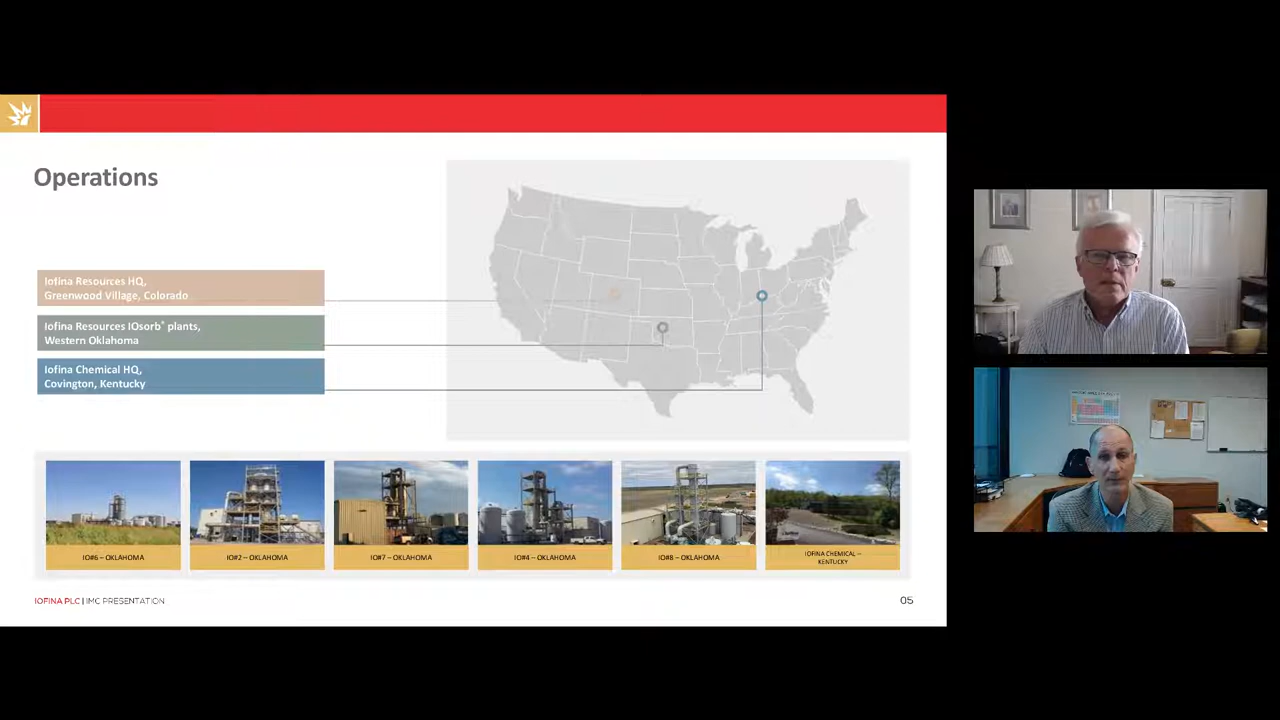 Operations
Iofina Resources HQ,
Greenwood Village, Colorado
Iofina Resources IOsorb® plants,
Western Oklahoma
Iofina Chemical HQ,
Covington, Kentucky
IO#6 – OKLAHOMA
IO#2 – OKLAHOMA
IO#7 – OKLAHOMA
IO#4 – OKLAHOMA
IO#8 – OKLAHOMA
IOFINA CHEMICAL –
KENTUCKY
IOFINA PLC | IMC PRESENTATION
05